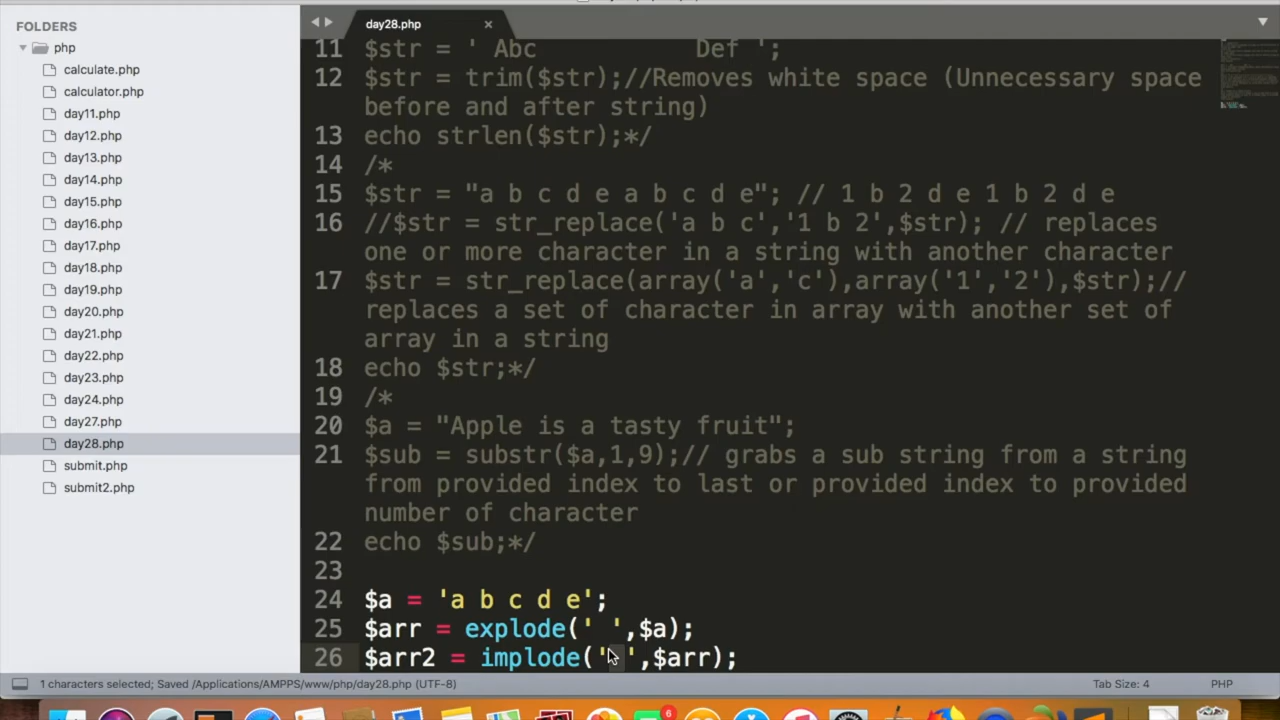 FOLDERS
php
calculate.php
calculator.php
day11.php
day12.php
day13.php
day14.php
day15.php
day16.php
day17.php
day18.php
day19.php
day20.php
day21.php
day22.php
day23.php
day24.php
day27.php
day28.php
submit.php
submit2.php
day28.php ×
11 $str = ' Abc            Def ';
12 $str = trim($str);//Removes white space (Unnecessary space
before and after string)
13 echo strlen($str);*/
14 /*
15 $str = "a b c d e a b c d e"; // 1 b 2 d e 1 b 2 d e
16 //$str = str_replace('a b c','1 b 2',$str); // replaces
one or more character in a string with another character
17 $str = str_replace(array('a','c'),array('1','2'),$str);//
replaces a set of character in array with another set of
array in a string
18 echo $str;*/
19 /*
20 $a = "Apple is a tasty fruit";
21 $sub = substr($a,1,9);// grabs a sub string from a string
from provided index to last or provided index to provided
number of character
22 echo $sub;*/
23
24 $a = 'a b c d e';
25 $arr = explode(' ',$a);
26 $arr2 = implode(' ',$arr);
1 characters selected; Saved /Applications/AMPPS/www/php/day28.php (UTF-8)
Tab Size: 4
PHP
6